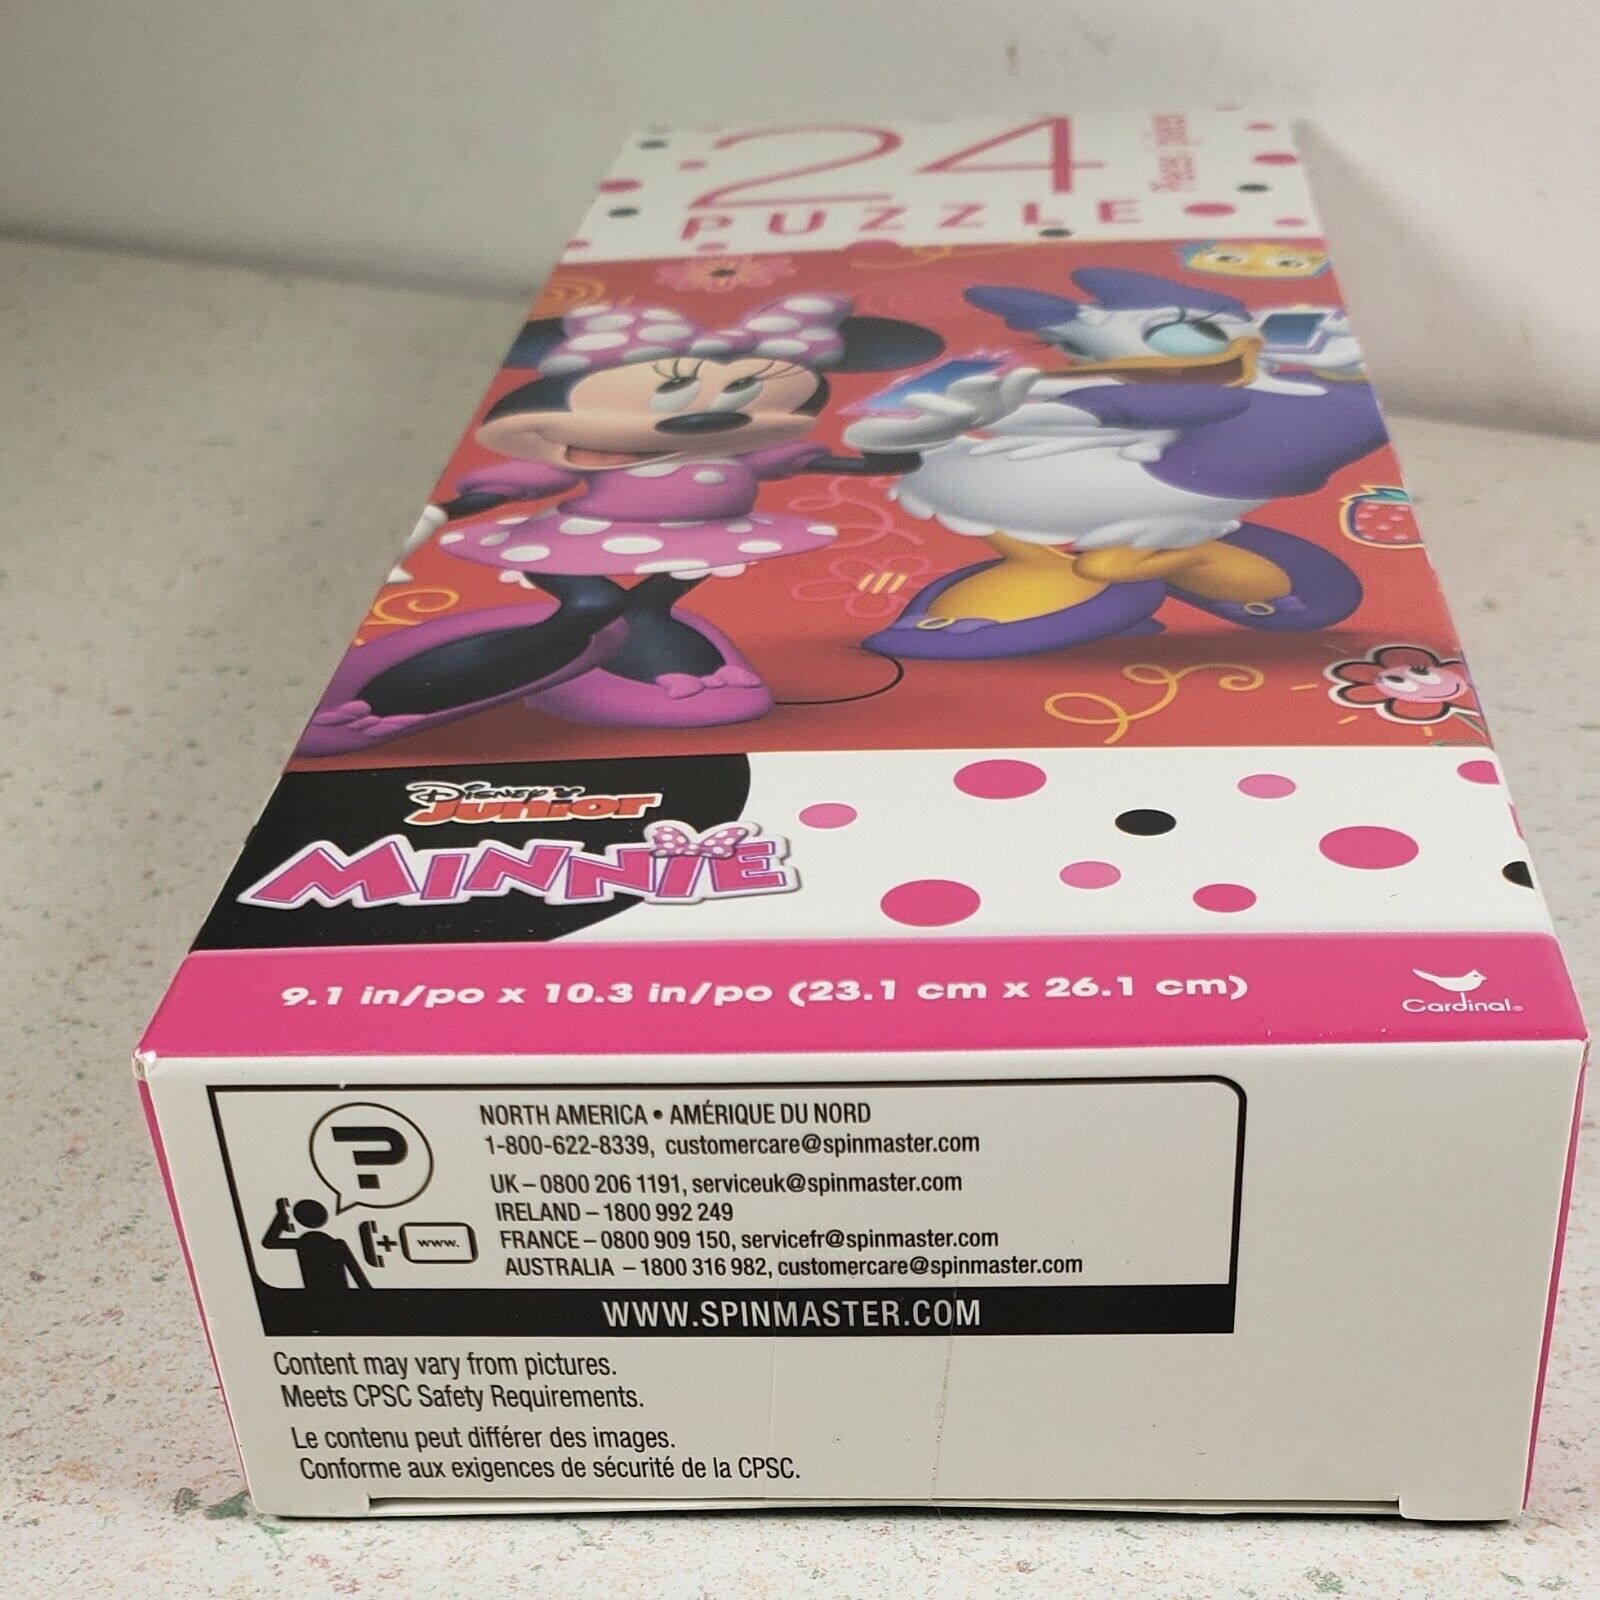 24
PUZZLE
Pieces pièces
Disney
Junior
MINNIE
9.1 in/po x 10.3 in/po (23.1 cm x 26.1 cm)
Cardinal®
?
+
www.
NORTH AMERICA • AMÉRIQUE DU NORD
1-800-622-8339, customercare@spinmaster.com
UK – 0800 206 1191, serviceuk@spinmaster.com
IRELAND – 1800 992 249
FRANCE – 0800 909 150, servicefr@spinmaster.com
AUSTRALIA – 1800 316 982, customercare@spinmaster.com
WWW.SPINMASTER.COM
Content may vary from pictures.
Meets CPSC Safety Requirements.
Le contenu peut différer des images.
Conforme aux exigences de sécurité de la CPSC.